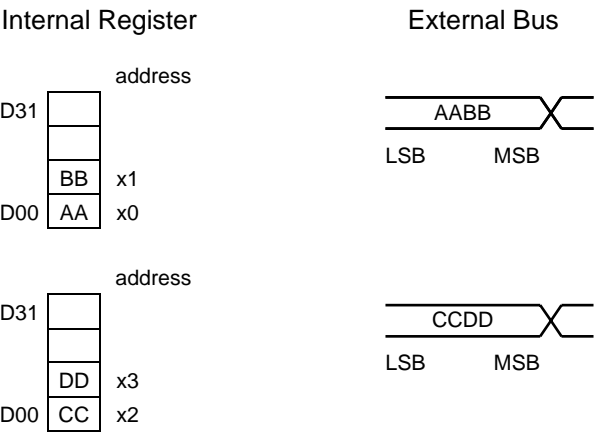 Internal Register External Bus
address
D31 AABB
LSB MSB
BB x1
D00 AA x0
address
D31 CCDD
LSB MSB
DD x3
D00 CC x2